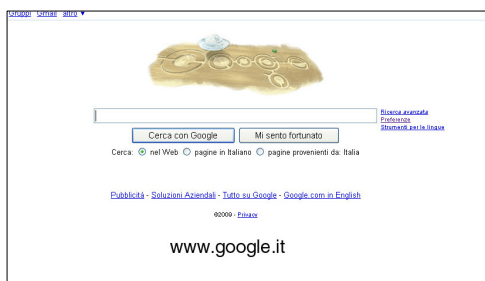 Gruppi Gmail altro ▼
Ricerca avanzata
Preferenze
Strumenti per le lingue
Cerca con Google Mi sento fortunato
Cerca: nel Web pagine in Italiano pagine provenienti da: Italia
Pubblicità - Soluzioni Aziendali - Tutto su Google - Google.com in English
©2009 - Privacy
www.google.it